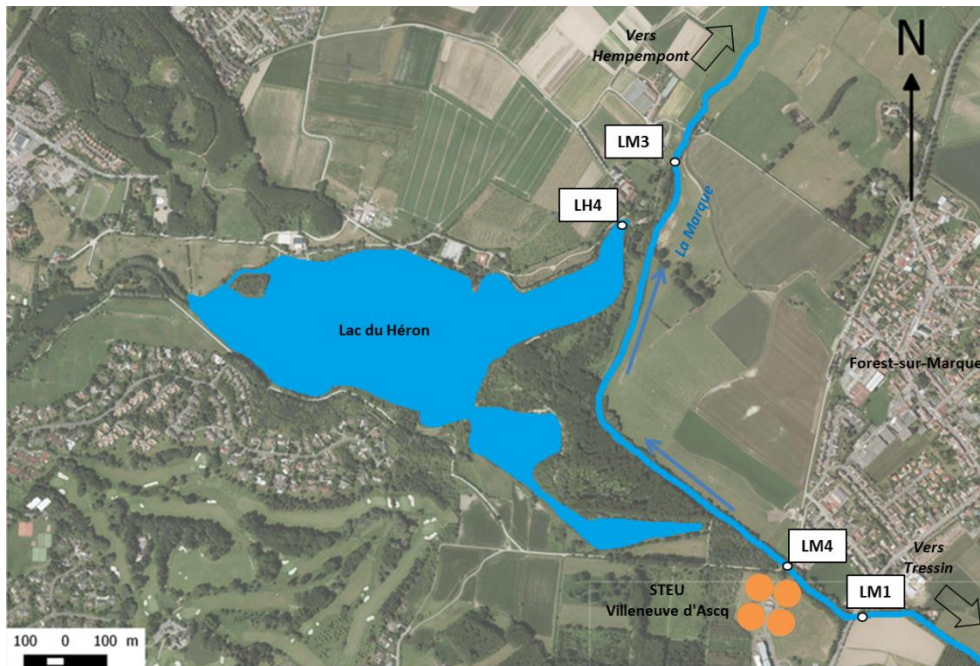 Vers
Hempempont
N
LM3
LH4
La Marque
Lac du Héron
Forest-sur-Marque
LM4
Vers
Tressin
STEU
Villeneuve d'Ascq
LM1
100 0 100 m